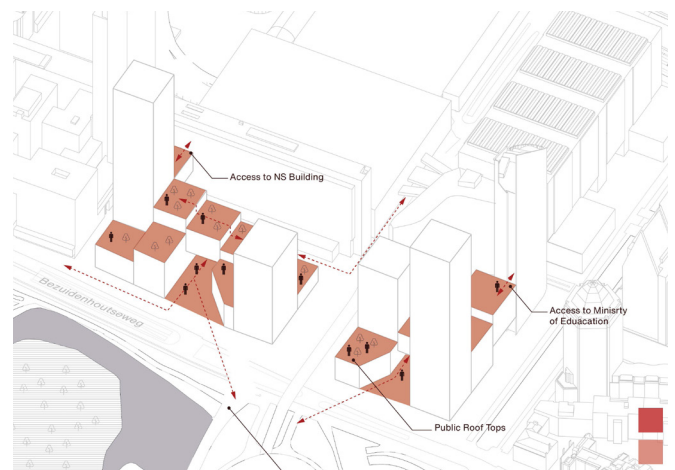 Access to NS Building
Bezuidenhoutseweg
Access to Minisrty
of Eduacation
Public Roof Tops